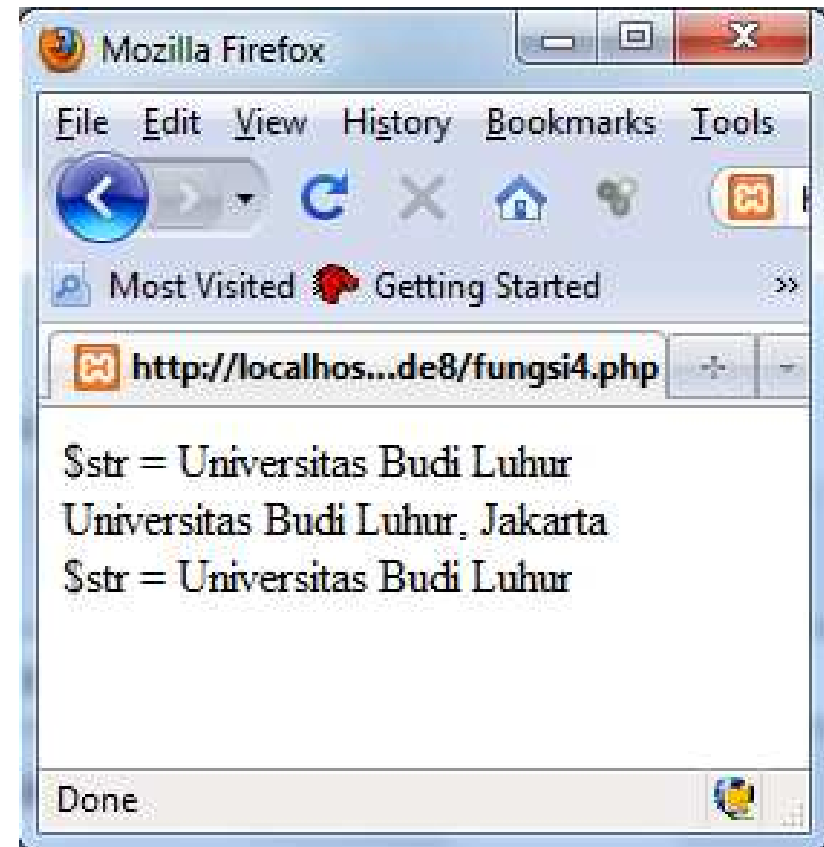 Mozilla Firefox
File Edit View History Bookmarks Tools
Most Visited Getting Started »
http://localhos...de8/fungsi4.php
$str = Universitas Budi Luhur
Universitas Budi Luhur, Jakarta
$str = Universitas Budi Luhur
Done